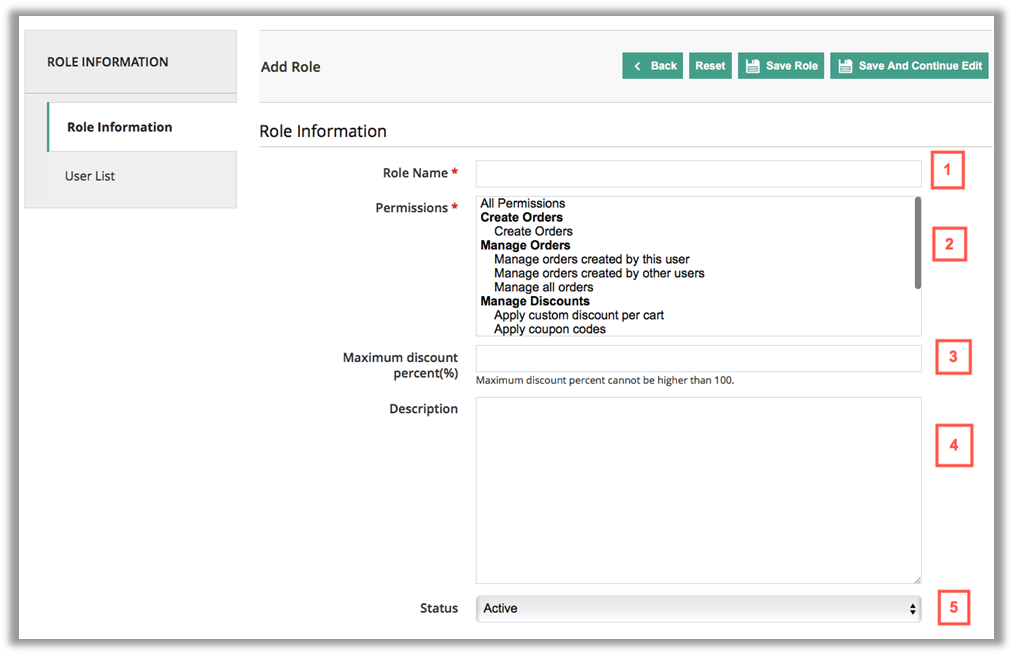 ROLE INFORMATION
Role Information
User List
Add Role
Back
Reset
Save Role
Save And Continue Edit
Role Information
Role Name *
1
Permissions *
All Permissions
Create Orders
Create Orders
Manage Orders
Manage orders created by this user
Manage orders created by other users
Manage all orders
Manage Discounts
Apply custom discount per cart
Apply coupon codes
2
Maximum discount
percent(%)
3
Maximum discount percent cannot be higher than 100.
Description
4
Status
Active
5